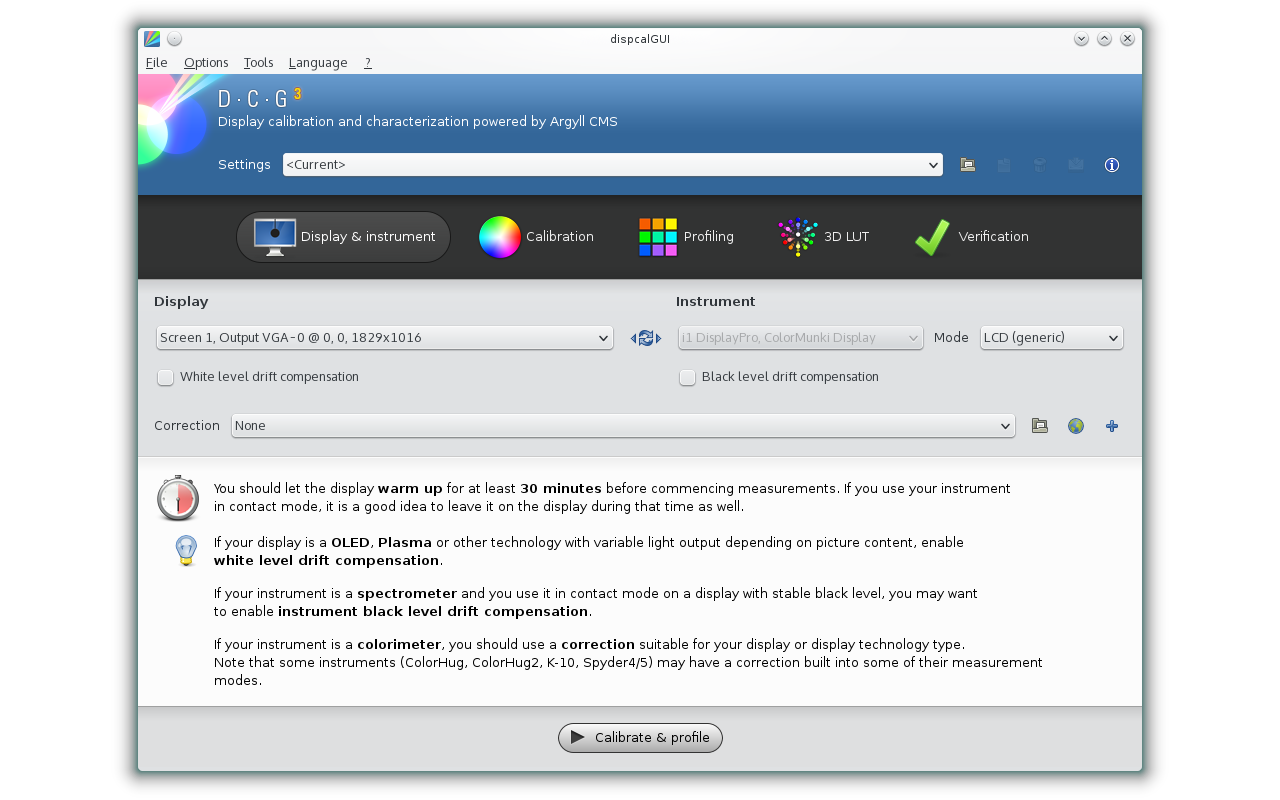 dispcalGUI
File Options Tools Language ?
D·C·G 3
Display calibration and characterization powered by Argyll CMS
Settings <Current>
Display & instrument Calibration Profiling 3D LUT Verification
Display Instrument
Screen 1, Output VGA-0 @ 0, 0, 1829x1016 i1 DisplayPro, ColorMunki Display Mode LCD (generic)
White level drift compensation Black level drift compensation
Correction None
You should let the display warm up for at least 30 minutes before commencing measurements. If you use your instrument
in contact mode, it is a good idea to leave it on the display during that time as well.
If your display is a OLED, Plasma or other technology with variable light output depending on picture content, enable
white level drift compensation.
If your instrument is a spectrometer and you use it in contact mode on a display with stable black level, you may want
to enable instrument black level drift compensation.
If your instrument is a colorimeter, you should use a correction suitable for your display or display technology type.
Note that some instruments (ColorHug, ColorHug2, K-10, Spyder4/5) may have a correction built into some of their measurement
modes.
Calibrate & profile